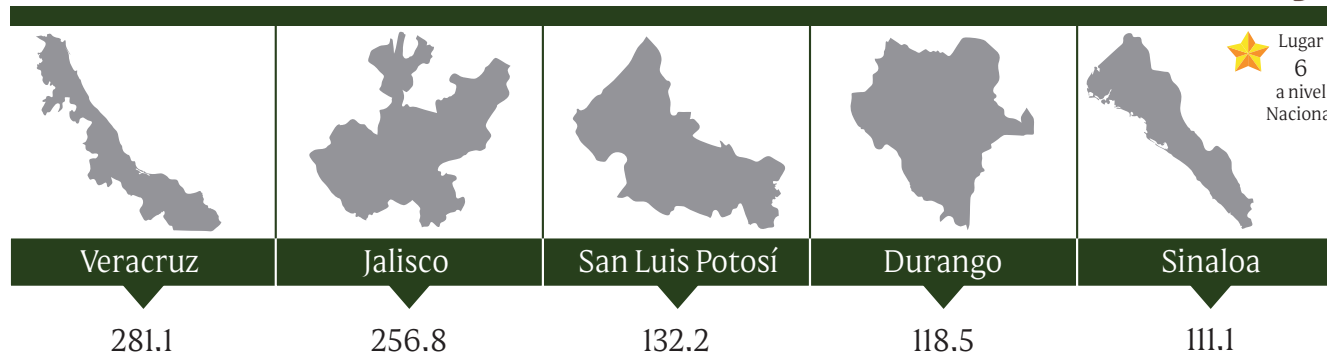 Lugar
6
a nivel
Naciona
Veracruz
Jalisco
San Luis Potosí
Durango
Sinaloa
281.1
256.8
132.2
118.5
111.1